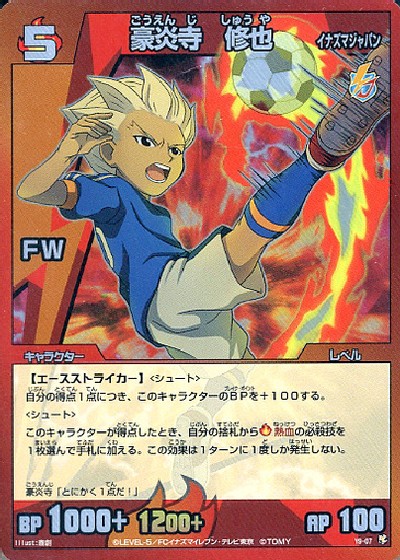 5
ごうえんじ しゅうや
豪炎寺 修也
イナズマジャパン
FW
キャラクター
レベル
【エースストライカー】<シュート>
自分の得点1点につき、このキャラクターのBPを+100する。
<シュート>
このキャラクターが得点したとき、自分の捨札から熱血の必殺技を
1枚選んで手札に加える。この効果は1ターンに1度しか発生しない。
豪炎寺「とにかく1点だ!」
BP 1000+ 1200+
RP 100
©LEVEL-5/FCイナズマイレブン・テレビ東京 ©TOMY